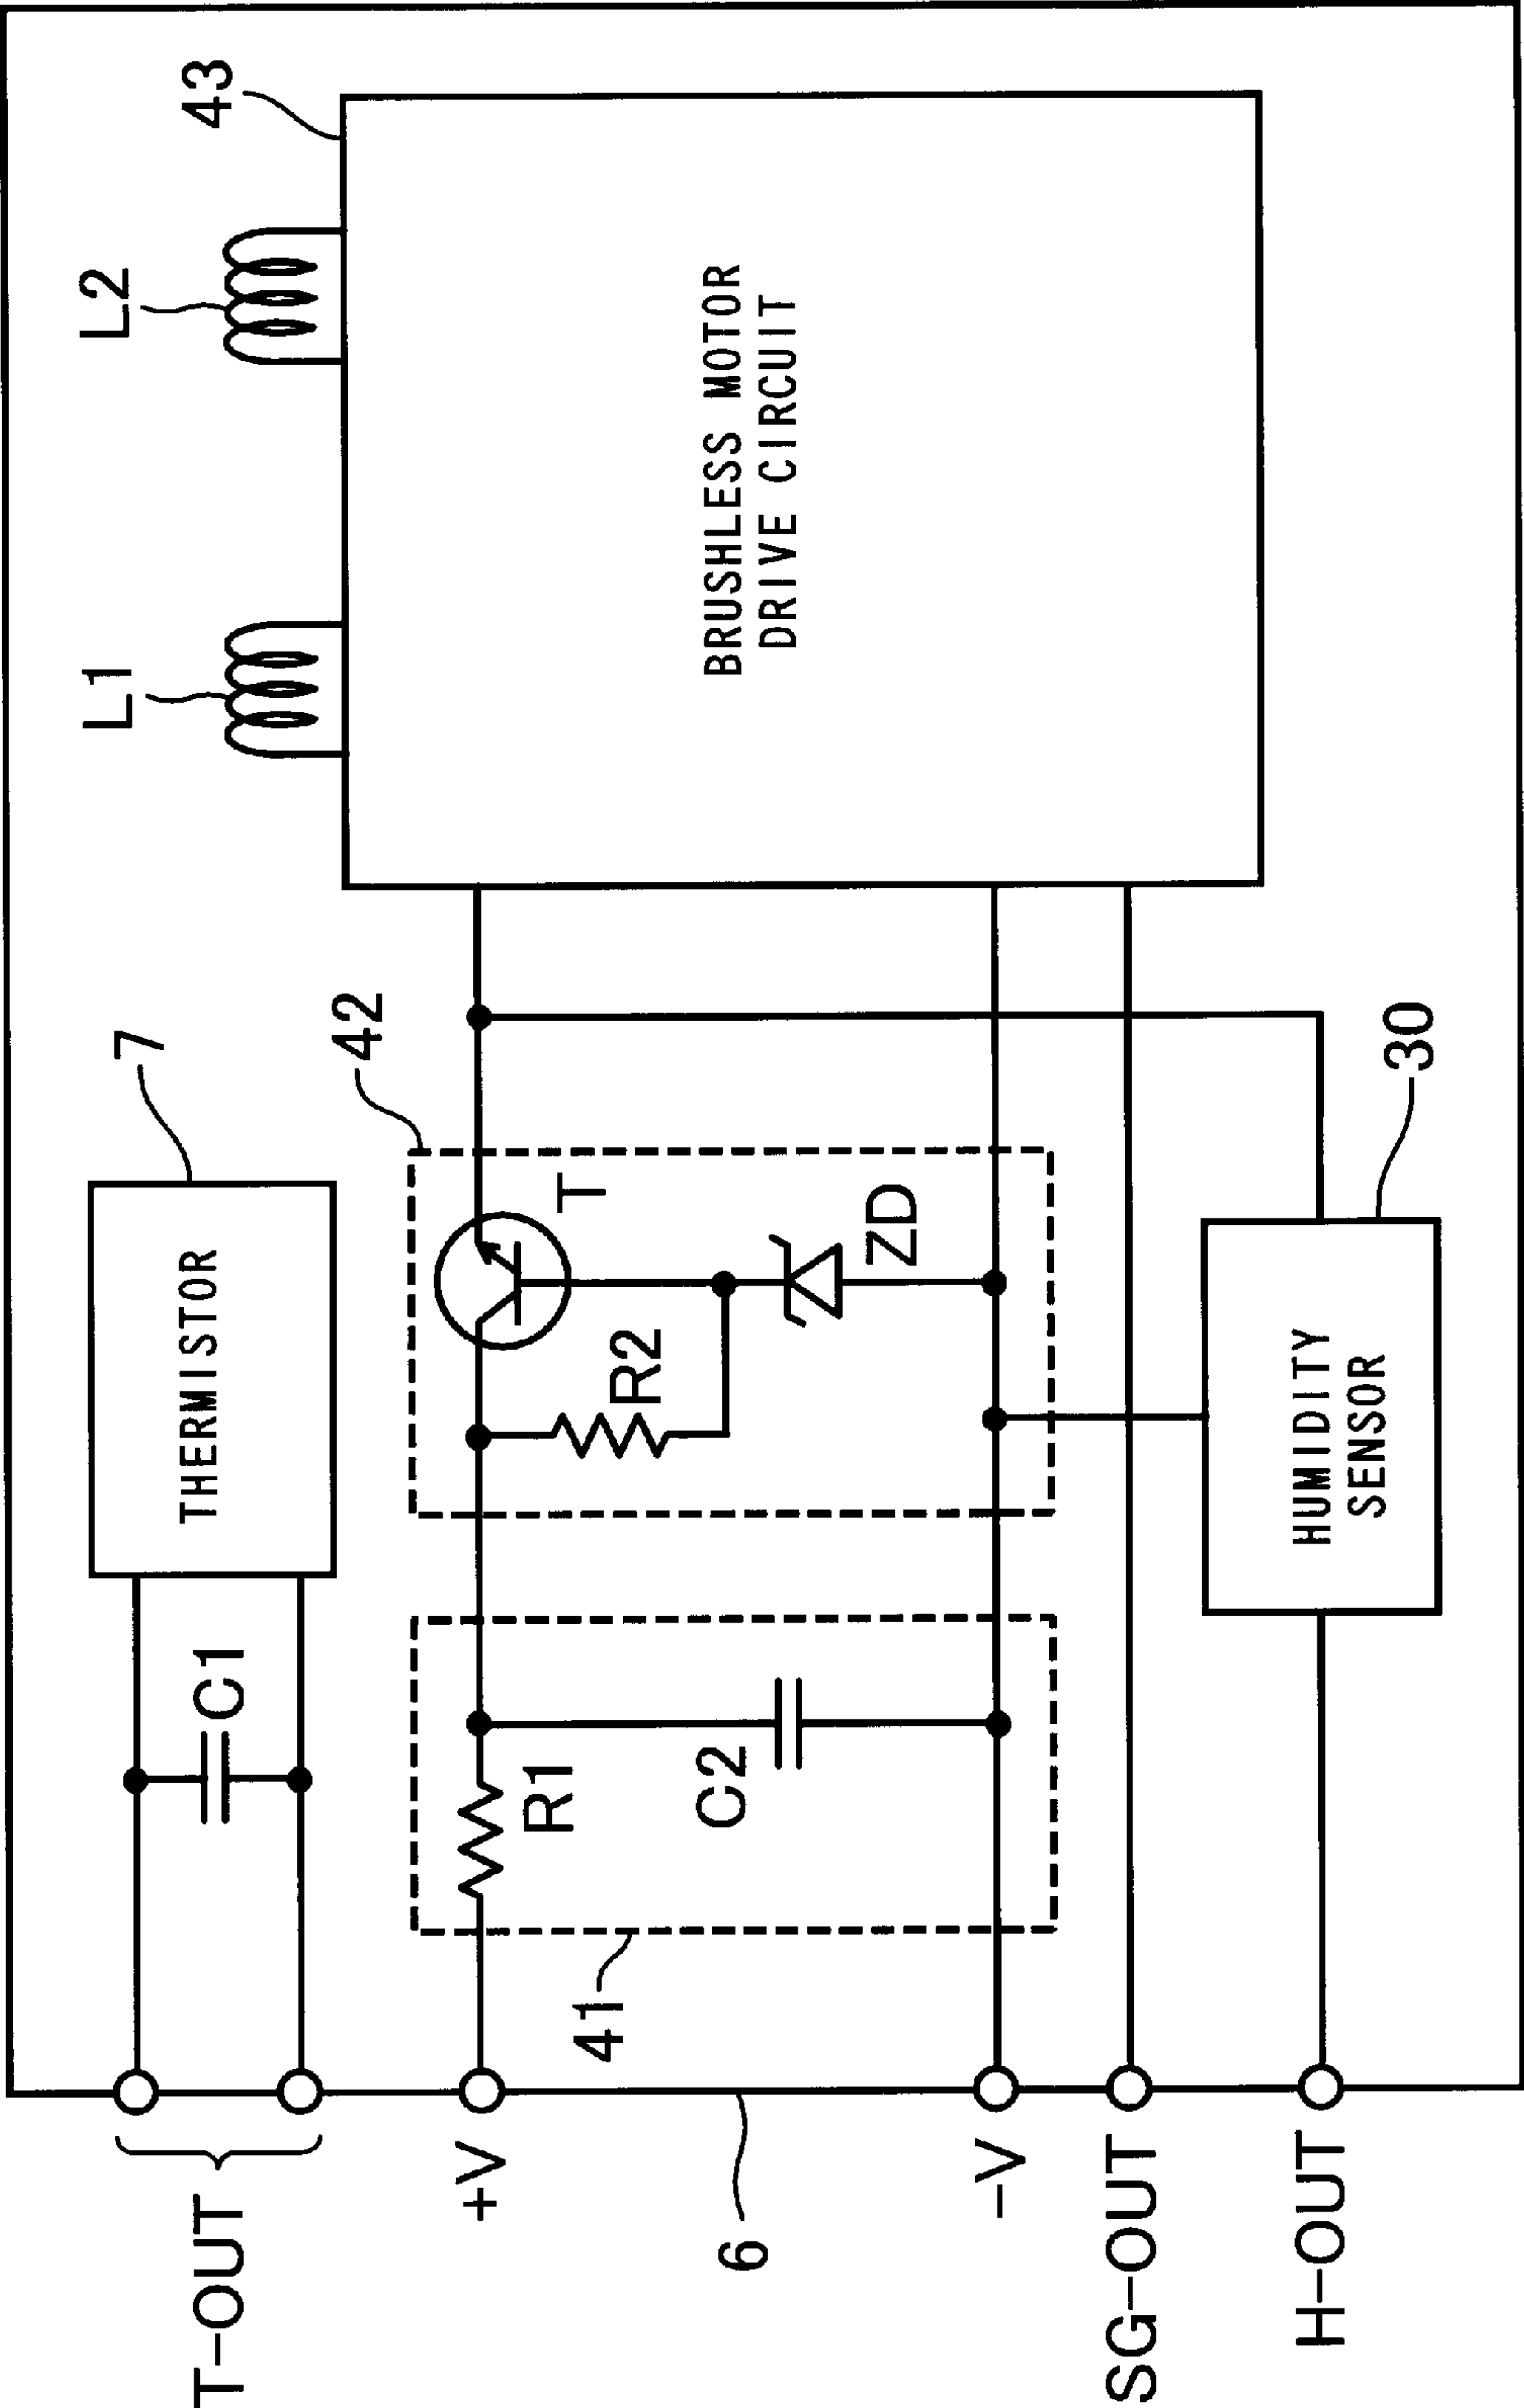 T-OUT
C1
THERMISTOR
7
L1
L2
43
+V
R1
R2
T
42
41
C2
ZD
BRUSHLESS MOTOR
DRIVE CIRCUIT
6
-V
SG-OUT
H-OUT
HUMIDITY
SENSOR
30